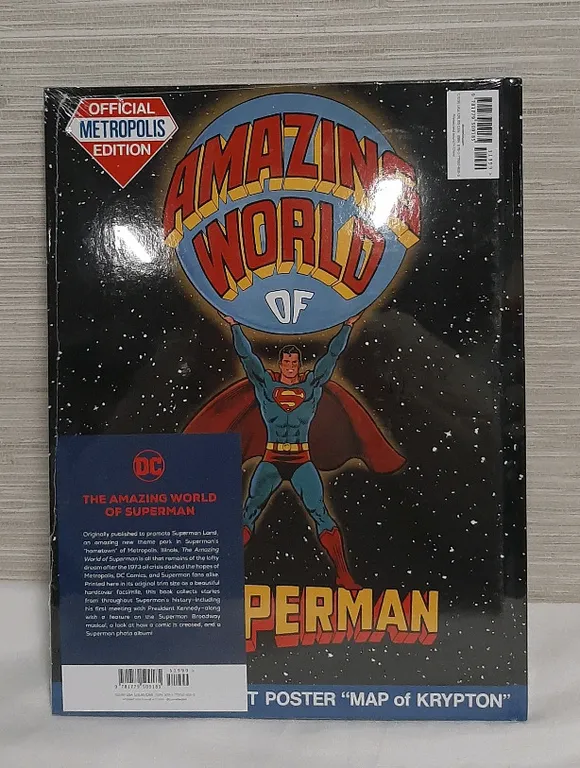 OFFICIAL
METROPOLIS
EDITION
AMAZING
WORLD
OF
PERMAN
T POSTER “MAP of KRYPTON”
DC
THE AMAZING WORLD
OF SUPERMAN
Originally published to promote Superman Land,
an amazing new theme park in Superman's
"hometown" of Metropolis, Illinois, The Amazing
World of Superman is all that remains of the lofty
dream after the 1973 oil crisis dashed the hopes of
Metropolis, DC Comics, and Superman fans alike.
Printed here in its original trim size as a beautiful
hardcover facsimile, this book collects stories
from throughout Superman's history–including
his first meeting with President Kennedy–along
with a feature on the Superman Broadway
musical, a look at how a comic is created, and a
Superman photo album!